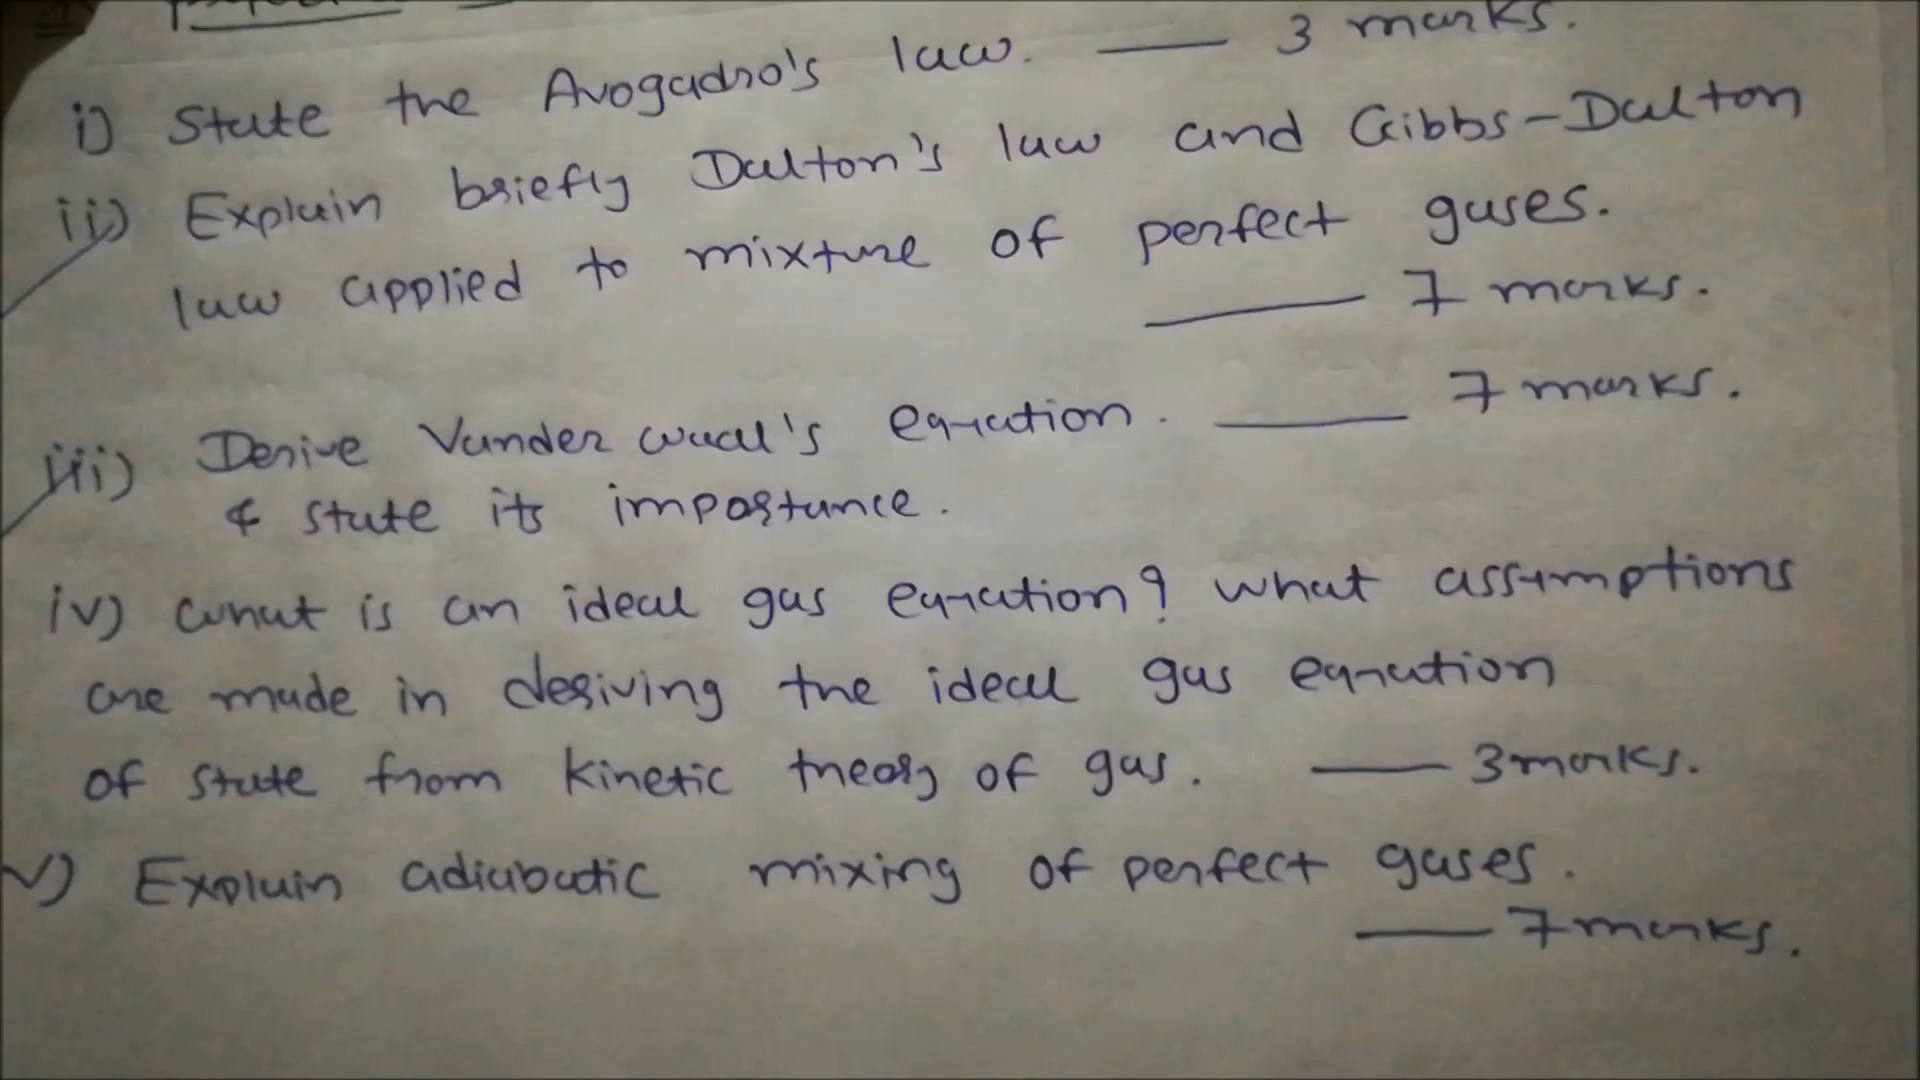 i) State the Avogadro's law. — 3 marks.
ii) Explain briefly Dalton's law and Gibbs-Dalton
law applied to mixture of perfect gases.
— 7 marks.
iii) Derive Vander waal's equation. — 7 marks.
& state its importance.
iv) What is an ideal gas equation? What assumptions
are made in deriving the ideal gas equation
of state from kinetic theory of gas. — 3 marks.
v) Explain adiabatic mixing of perfect gases.
— 7 marks.